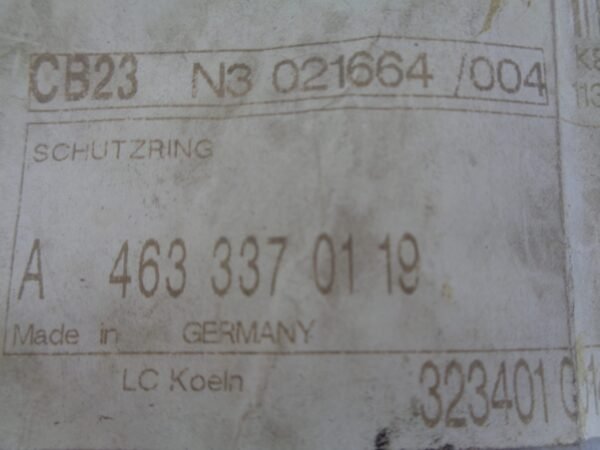 CB23 N3 021664 /004
SCHUTZRING
A 463 337 01 19
Made in GERMANY
LC Koeln
323401